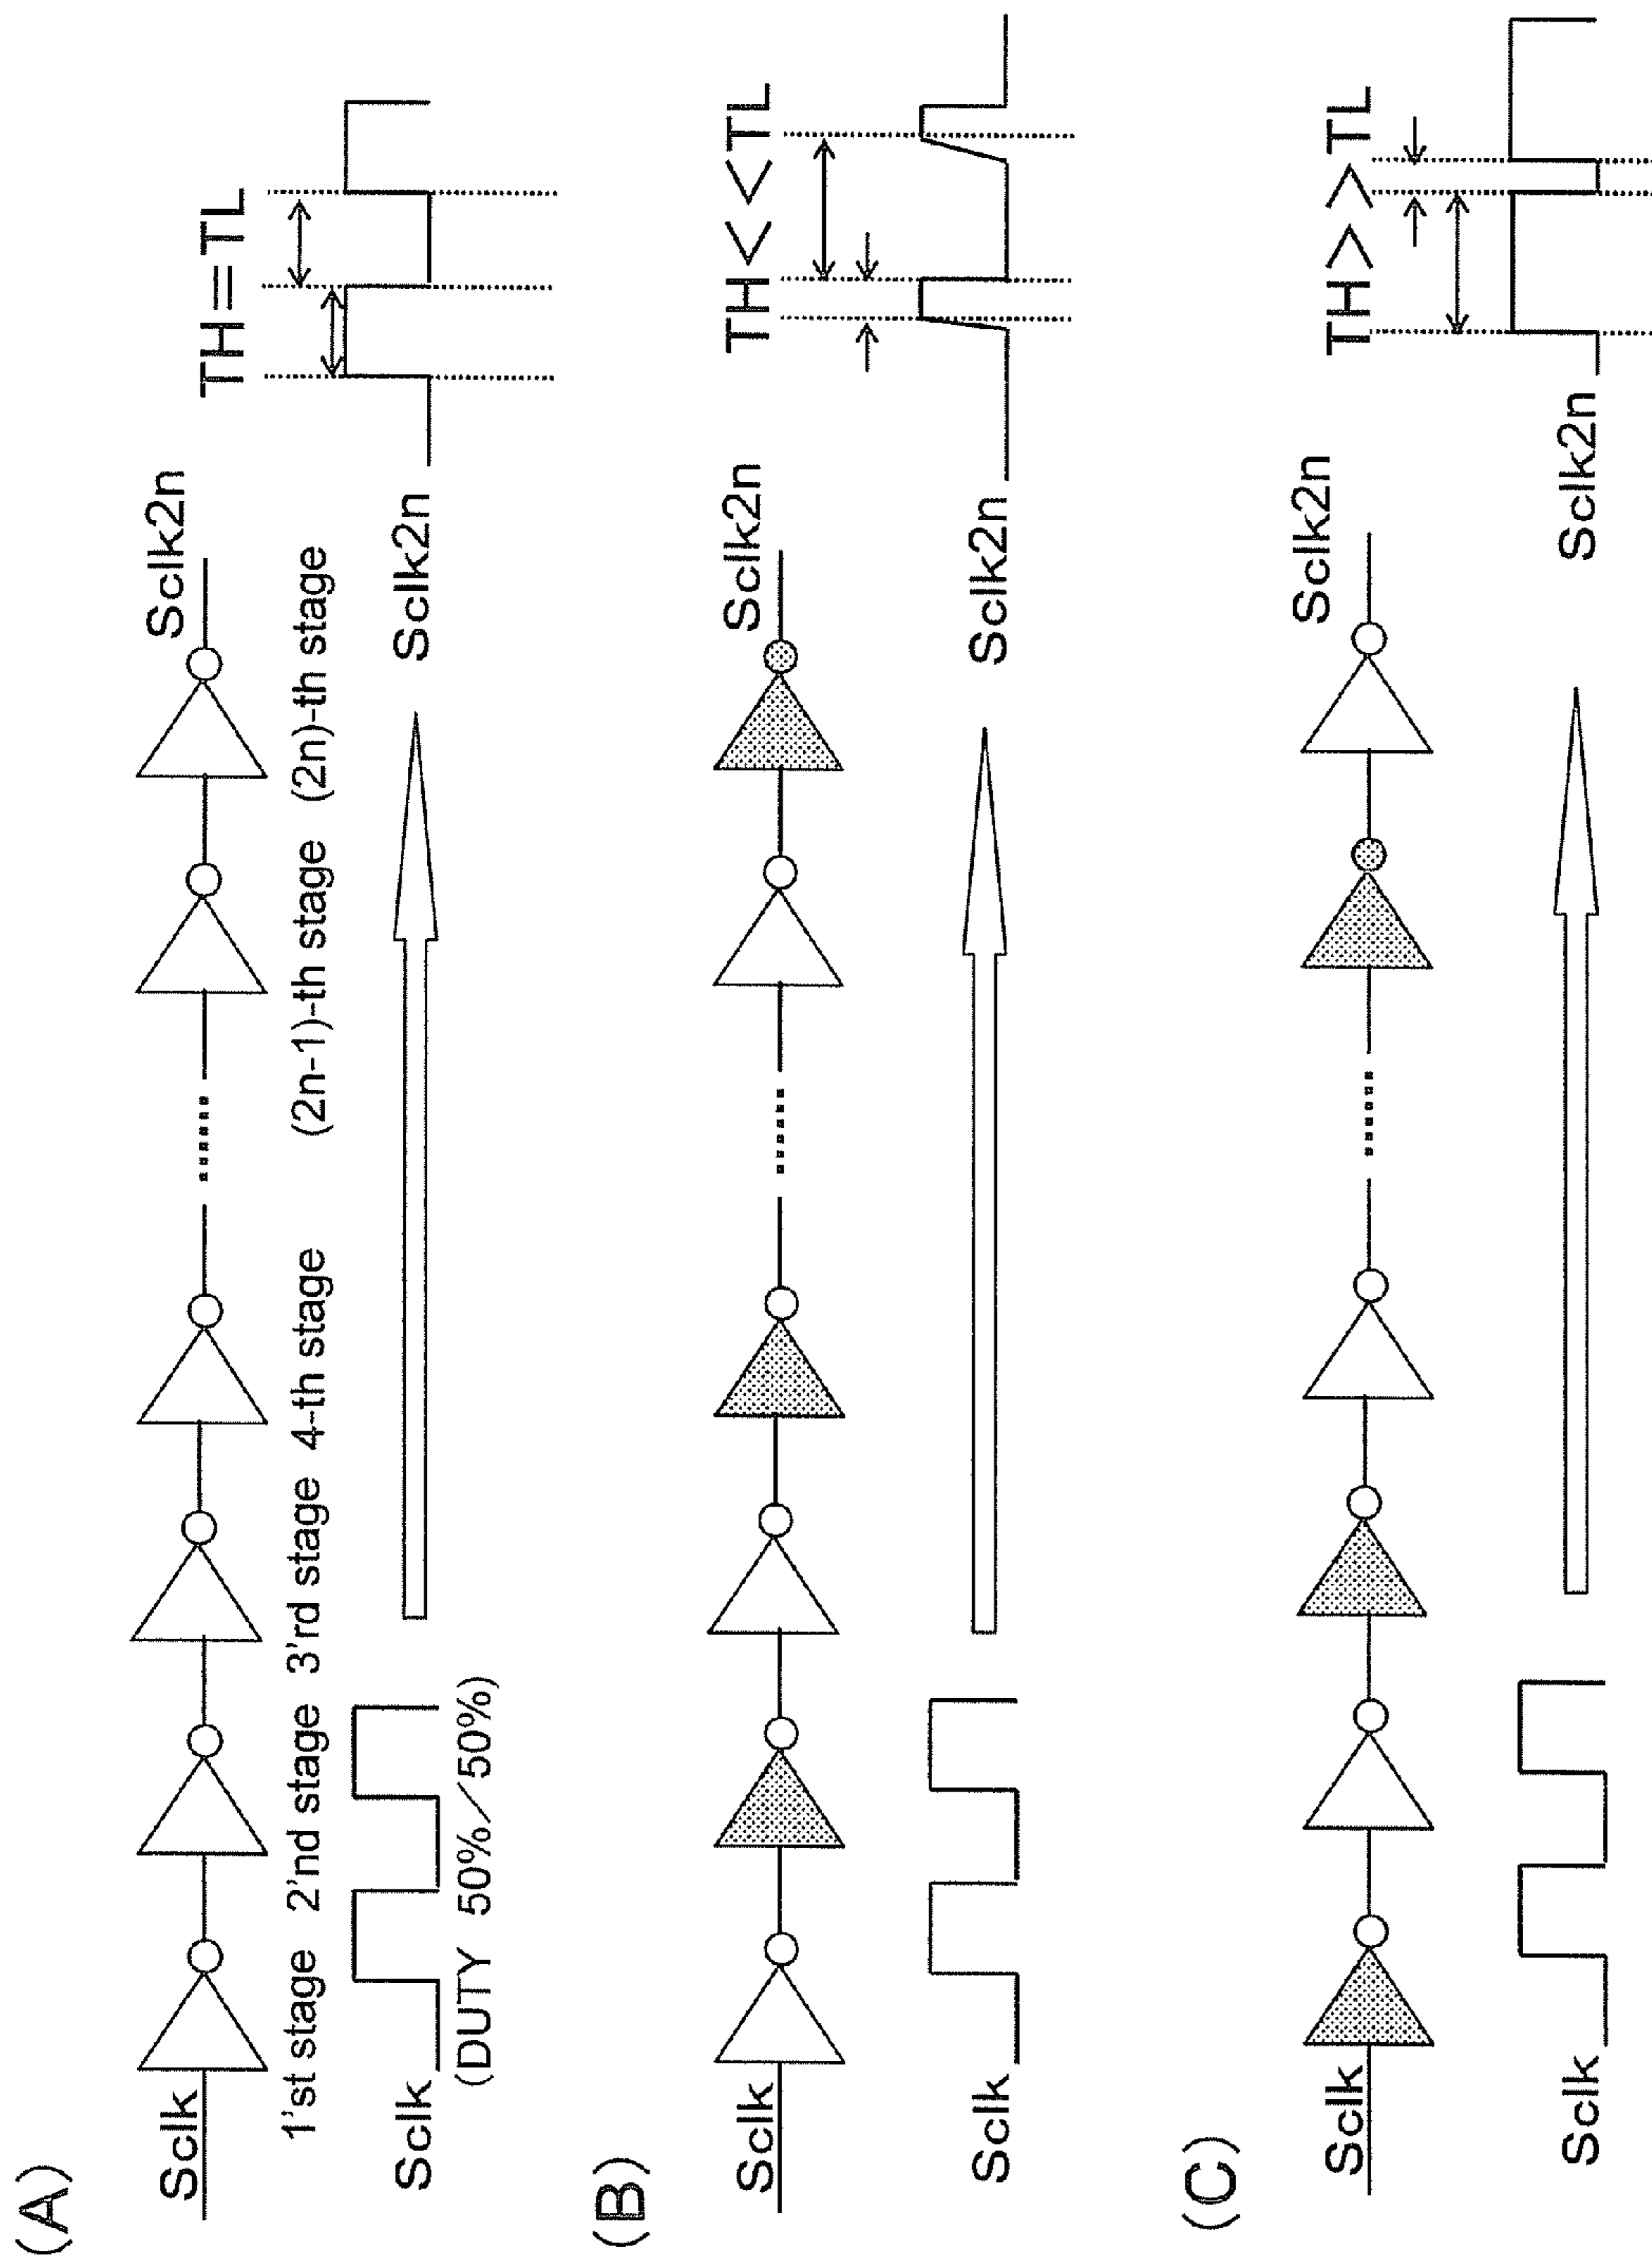 (A)
Sclk
Sclk2n
1'st stage 2'nd stage 3'rd stage 4-th stage (2n-1)-th stage (2n)-th stage
TH=TL
Sclk
Sclk2n
(DUTY 50%/50%)
(B)
Sclk
Sclk2n
TH<<TL
Sclk
Sclk2n
(C)
Sclk
Sclk2n
TH>>TL
Sclk
Sclk2n